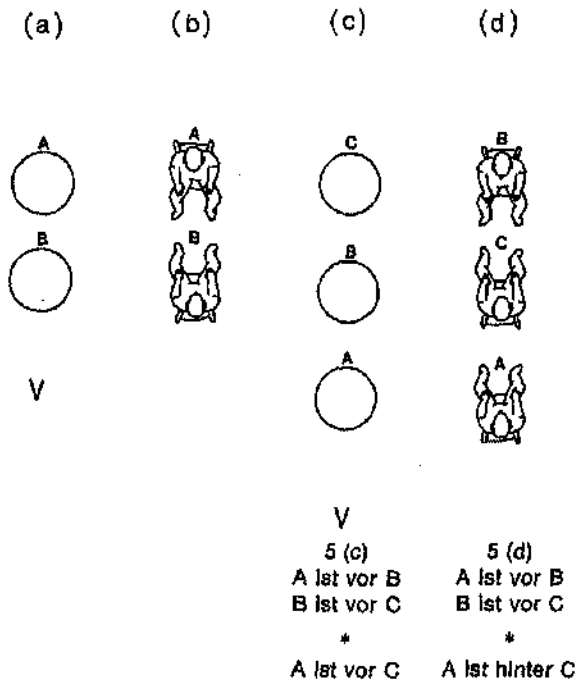 (a) (b) (c) (d)
A A C B
B B B C
A A
V
V
5 (c) 5 (d)
A ist vor B A ist vor B
B ist vor C B ist vor C
* *
A ist vor C A ist hinter C